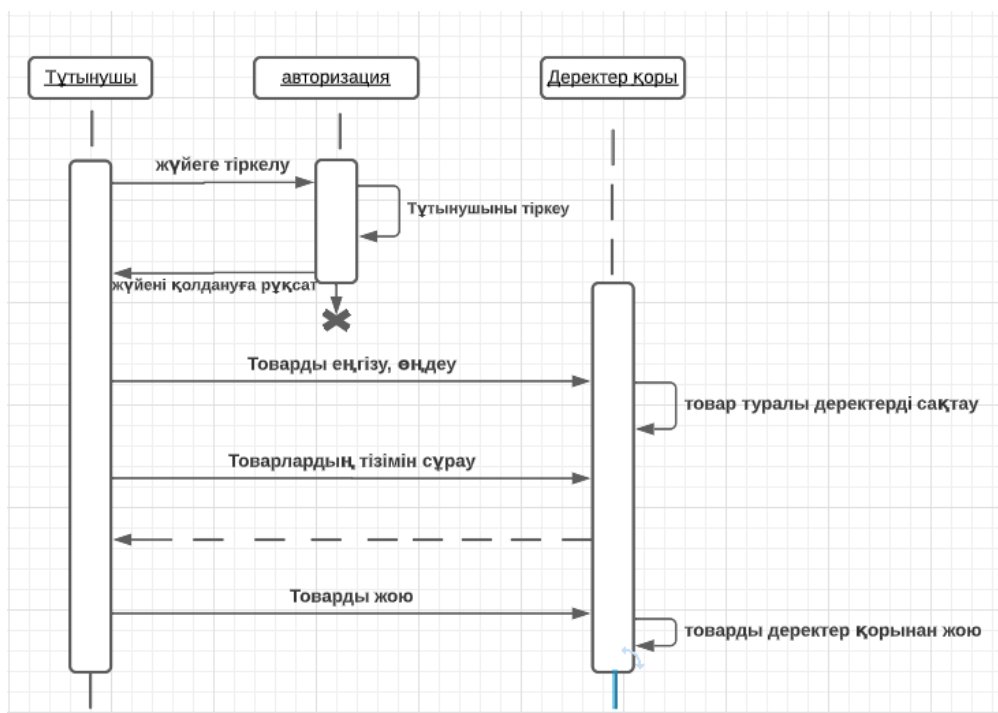 Тұтынушы
авторизация
Деректер қоры
жүйеге тіркелу
Тұтынушыны тіркеу
жүйені қолдануға рұқсат
Товарды еңгізу, өңдеу
товар туралы деректерді сақтау
Товарлардың тізімін сұрау
Товарды жою
товарды деректер қорынан жою